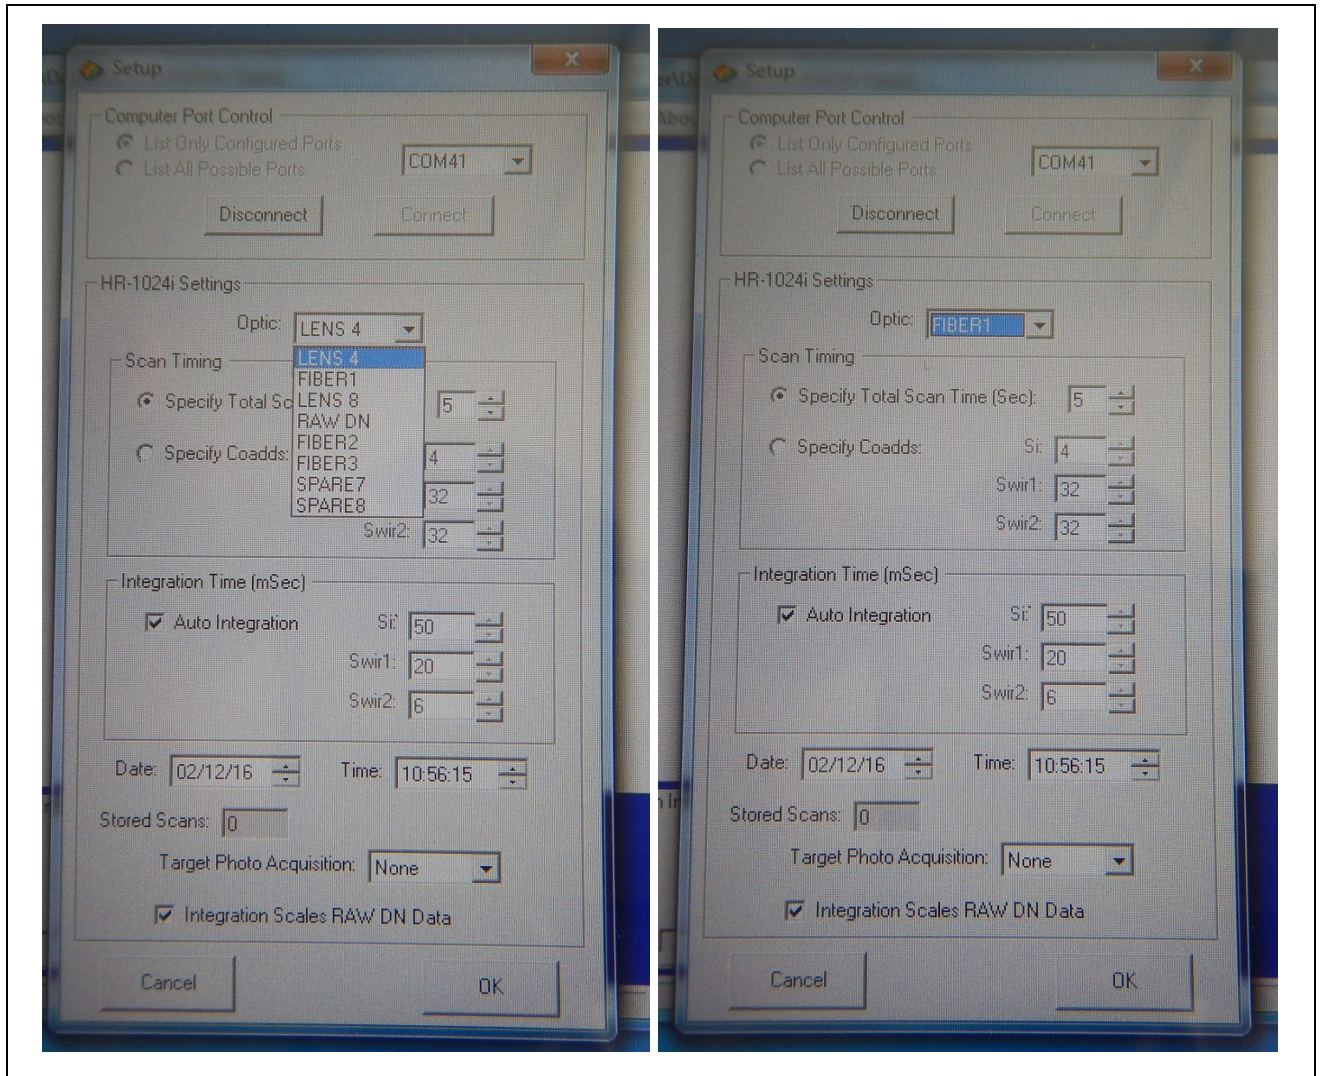 Setup
Computer Port Control
List Only Configured Ports
List All Possible Ports
COM41
Disconnect
Connect
HR-1024i Settings
Optic: LENS 4
LENS 4
FIBER1
LENS 8
RAW DN
FIBER2
FIBER3
SPARE7
SPARE8
Scan Timing
Specify Total Sc
5
Specify Coadds:
4
32
Swir2: 32
Integration Time (mSec)
Auto Integration
Si: 50
Swir1: 20
Swir2: 6
Date: 02/12/16 Time: 10:56:15
Stored Scans: 0
Target Photo Acquisition: None
Integration Scales RAW DN Data
Cancel
OK
Setup
Computer Port Control
List Only Configured Ports
List All Possible Ports
COM41
Disconnect
Connect
HR-1024i Settings
Optic: FIBER1
Scan Timing
Specify Total Scan Time (Sec): 5
Specify Coadds: Si: 4
Swir1: 32
Swir2: 32
Integration Time (mSec)
Auto Integration
Si: 50
Swir1: 20
Swir2: 6
Date: 02/12/16 Time: 10:56:15
Stored Scans: 0
Target Photo Acquisition: None
Integration Scales RAW DN Data
Cancel
OK